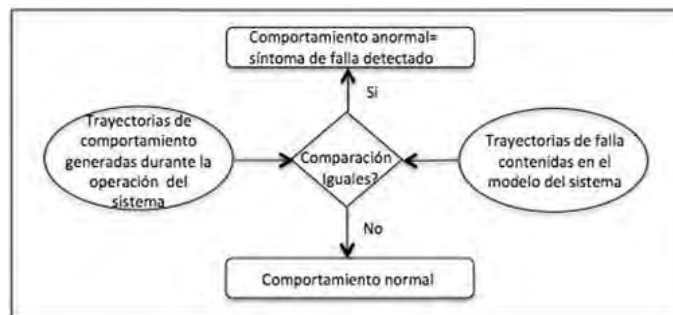 Comportamiento anormal=
síntoma de falla detectado
Si
Trayectorias de
comportamiento
generadas durante la
operación del
sistema
Comparación
Iguales?
Trayectorias de falla
contenidas en el
modelo del sistema
No
Comportamiento normal